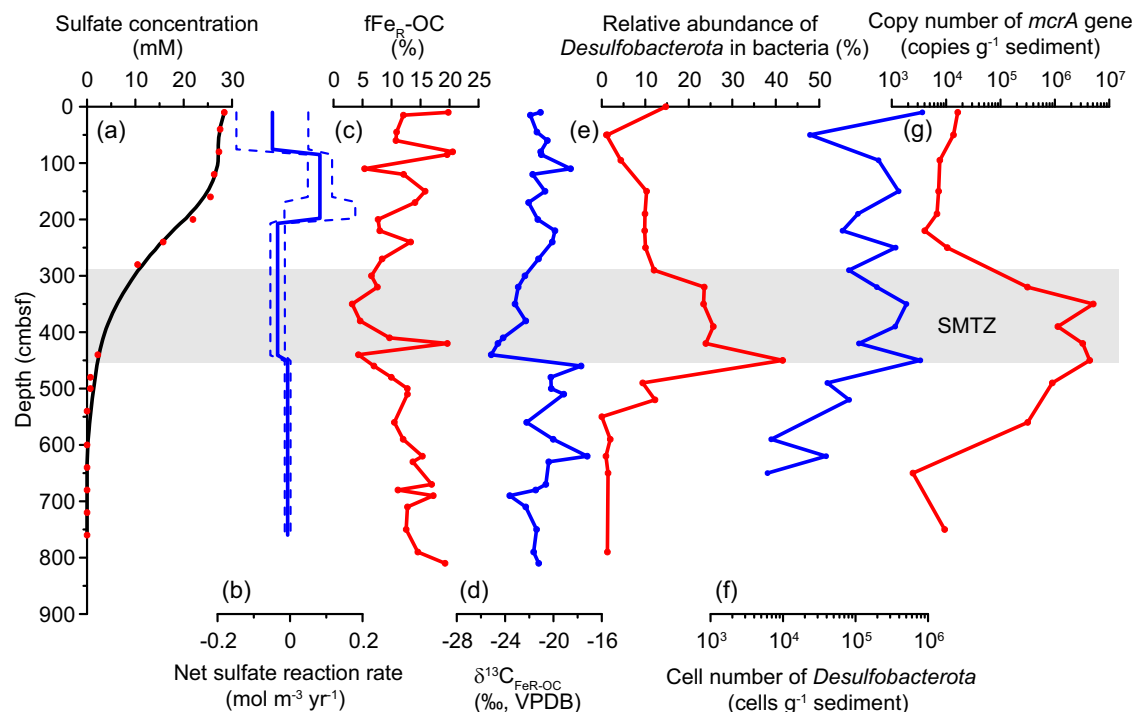 Sulfate concentration
(mM)
0 10 20 30
fFe_R-OC
(%)
0 5 10 15 20 25
Relative abundance of
Desulfobacterota in bacteria (%)
0 10 20 30 40 50
Copy number of mcrA gene
(copies g⁻¹ sediment)
10³ 10⁴ 10⁵ 10⁶ 10⁷
(a) (c) (e) (g)
Depth (cmbsf)
0
100
200
300
400
500
600
700
800
900
SMTZ
(b) (d) (f)
-0.2 0 0.2
Net sulfate reaction rate
(mol m⁻³ yr⁻¹)
-28 -24 -20 -16
δ¹³C_FeR-OC
(‰, VPDB)
10³ 10⁴ 10⁵ 10⁶
Cell number of Desulfobacterota
(cells g⁻¹ sediment)